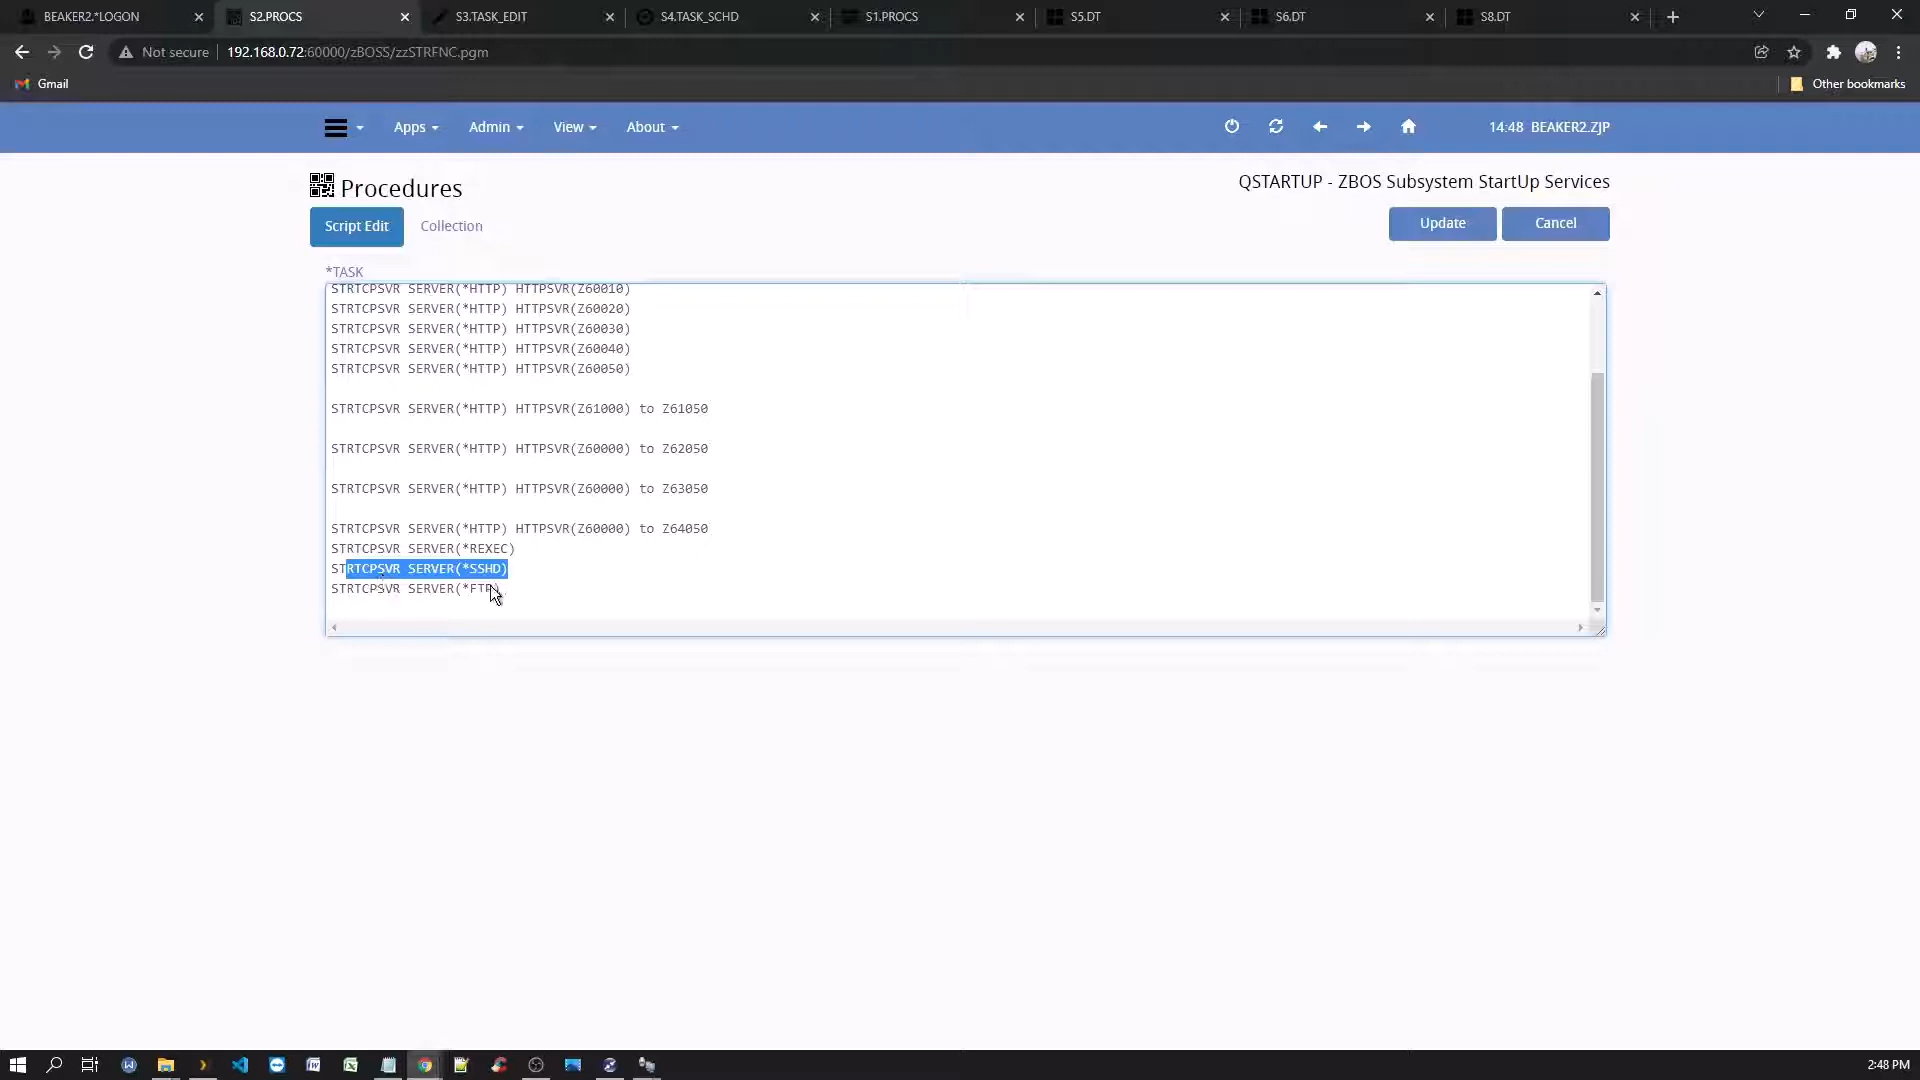 BEAKER2.*LOGON
S2.PROCS
S3.TASK_EDIT
S4.TASK_SCHD
S1.PROCS
S5.DT
S6.DT
S8.DT
Not secure
192.168.0.72:60000/zBOSS/zzSTRFNC.pgm
Gmail
Other bookmarks
Apps
Admin
View
About
14:48 BEAKER2.ZJP
Procedures
QSTARTUP - ZBOS Subsystem StartUp Services
Script Edit
Collection
Update
Cancel
*TASK
STRTCPSVR SERVER(*HTTP) HTTPSVR(Z60010)
STRTCPSVR SERVER(*HTTP) HTTPSVR(Z60020)
STRTCPSVR SERVER(*HTTP) HTTPSVR(Z60030)
STRTCPSVR SERVER(*HTTP) HTTPSVR(Z60040)
STRTCPSVR SERVER(*HTTP) HTTPSVR(Z60050)
STRTCPSVR SERVER(*HTTP) HTTPSVR(Z61000) to Z61050
STRTCPSVR SERVER(*HTTP) HTTPSVR(Z60000) to Z62050
STRTCPSVR SERVER(*HTTP) HTTPSVR(Z60000) to Z63050
STRTCPSVR SERVER(*HTTP) HTTPSVR(Z60000) to Z64050
STRTCPSVR SERVER(*REXEC)
STRTCPSVR SERVER(*SSHD)
STRTCPSVR SERVER(*FTP)
2:48 PM